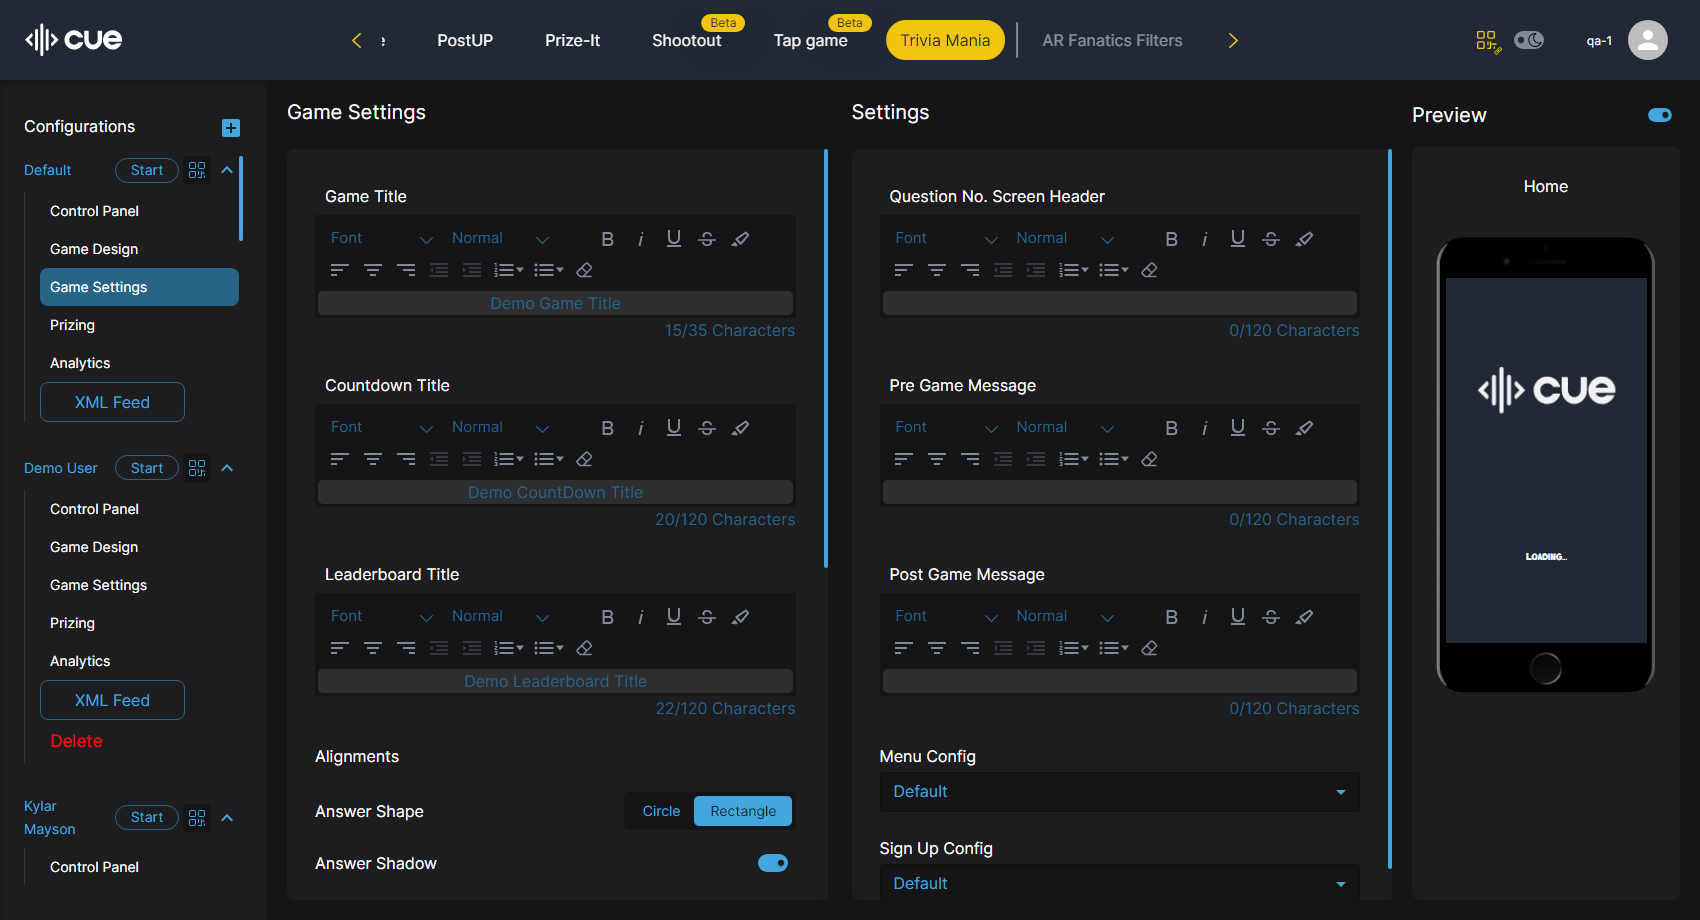 cue
e
PostUP
Prize-It
Beta
Shootout
Beta
Tap game
Trivia Mania
AR Fanatics Filters
qa-1
Configurations
Default
Start
Control Panel
Game Design
Game Settings
Prizing
Analytics
XML Feed
Demo User
Start
Control Panel
Game Design
Game Settings
Prizing
Analytics
XML Feed
Delete
Kylar
Mayson
Start
Control Panel
Game Settings
Game Title
Font
Normal
Demo Game Title
15/35 Characters
Countdown Title
Font
Normal
Demo CountDown Title
20/120 Characters
Leaderboard Title
Font
Normal
Demo Leaderboard Title
22/120 Characters
Alignments
Answer Shape
Circle
Rectangle
Answer Shadow
Settings
Question No. Screen Header
Font
Normal
0/120 Characters
Pre Game Message
Font
Normal
0/120 Characters
Post Game Message
Font
Normal
0/120 Characters
Menu Config
Default
Sign Up Config
Default
Preview
Home
cue
LOADING...